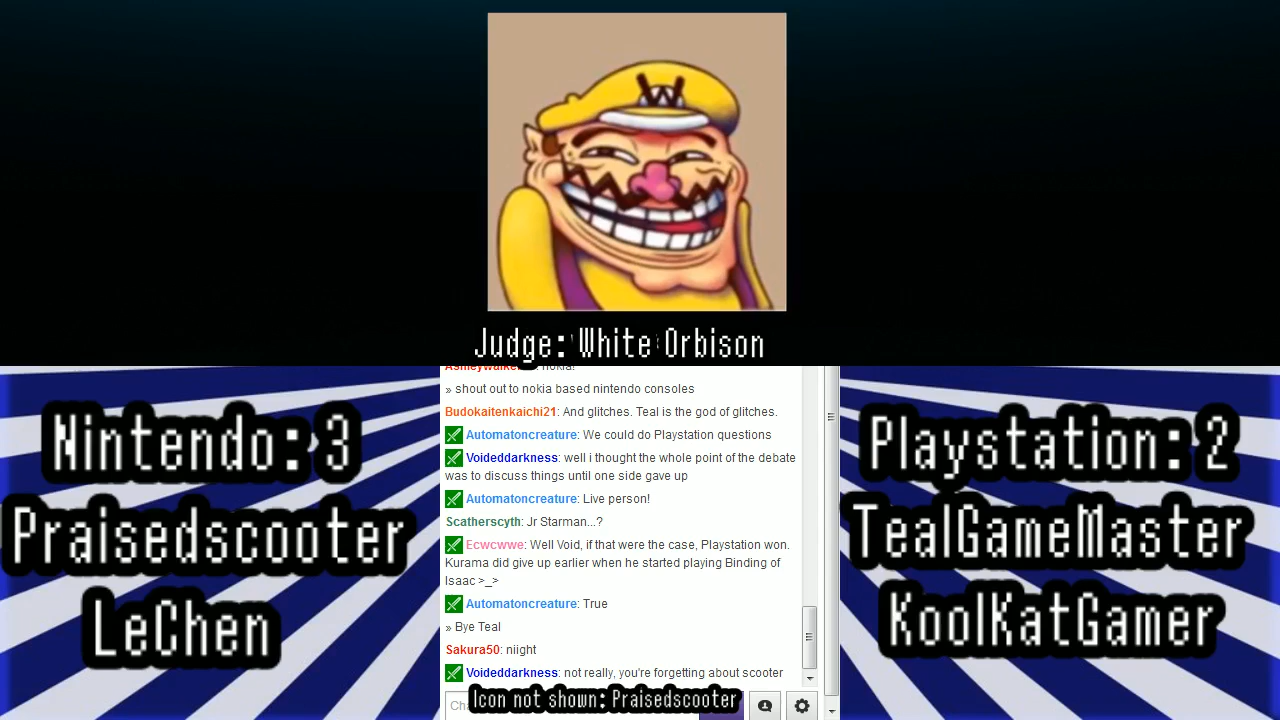 W
Judge: White Orbison
Nintendo: 3
Praisedscooter
LeChen
nokia!
» shout out to nokia based nintendo consoles
Budokaitenkaichi21: And glitches. Teal is the god of glitches.
Automatoncreature: We could do Playstation questions
Voideddarkness: well i thought the whole point of the debate
was to discuss things until one side gave up
Automatoncreature: Live person!
Scatherscyth: Jr Starman...?
Ecwcwwe: Well Void, if that were the case, Playstation won.
Kurama did give up earlier when he started playing Binding of
Isaac >_>
Automatoncreature: True
» Bye Teal
Sakura50: niight
Voideddarkness: not really, you're forgetting about scooter
Icon not shown: Praisedscooter
Playstation: 2
TealGameMaster
KoolKatGamer